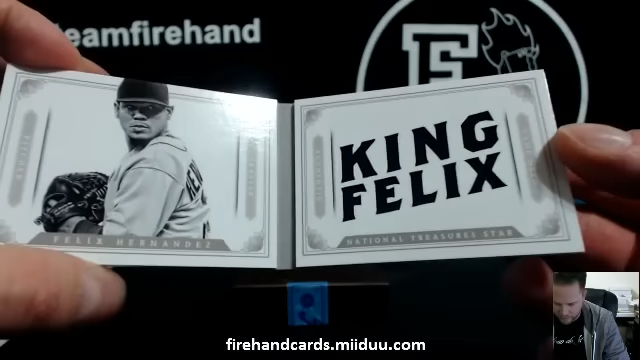 teamfirehand
F
KING
FELIX
FELIX HERNANDEZ
NATIONAL TREASURES STAR
firehandcards.miiduu.com